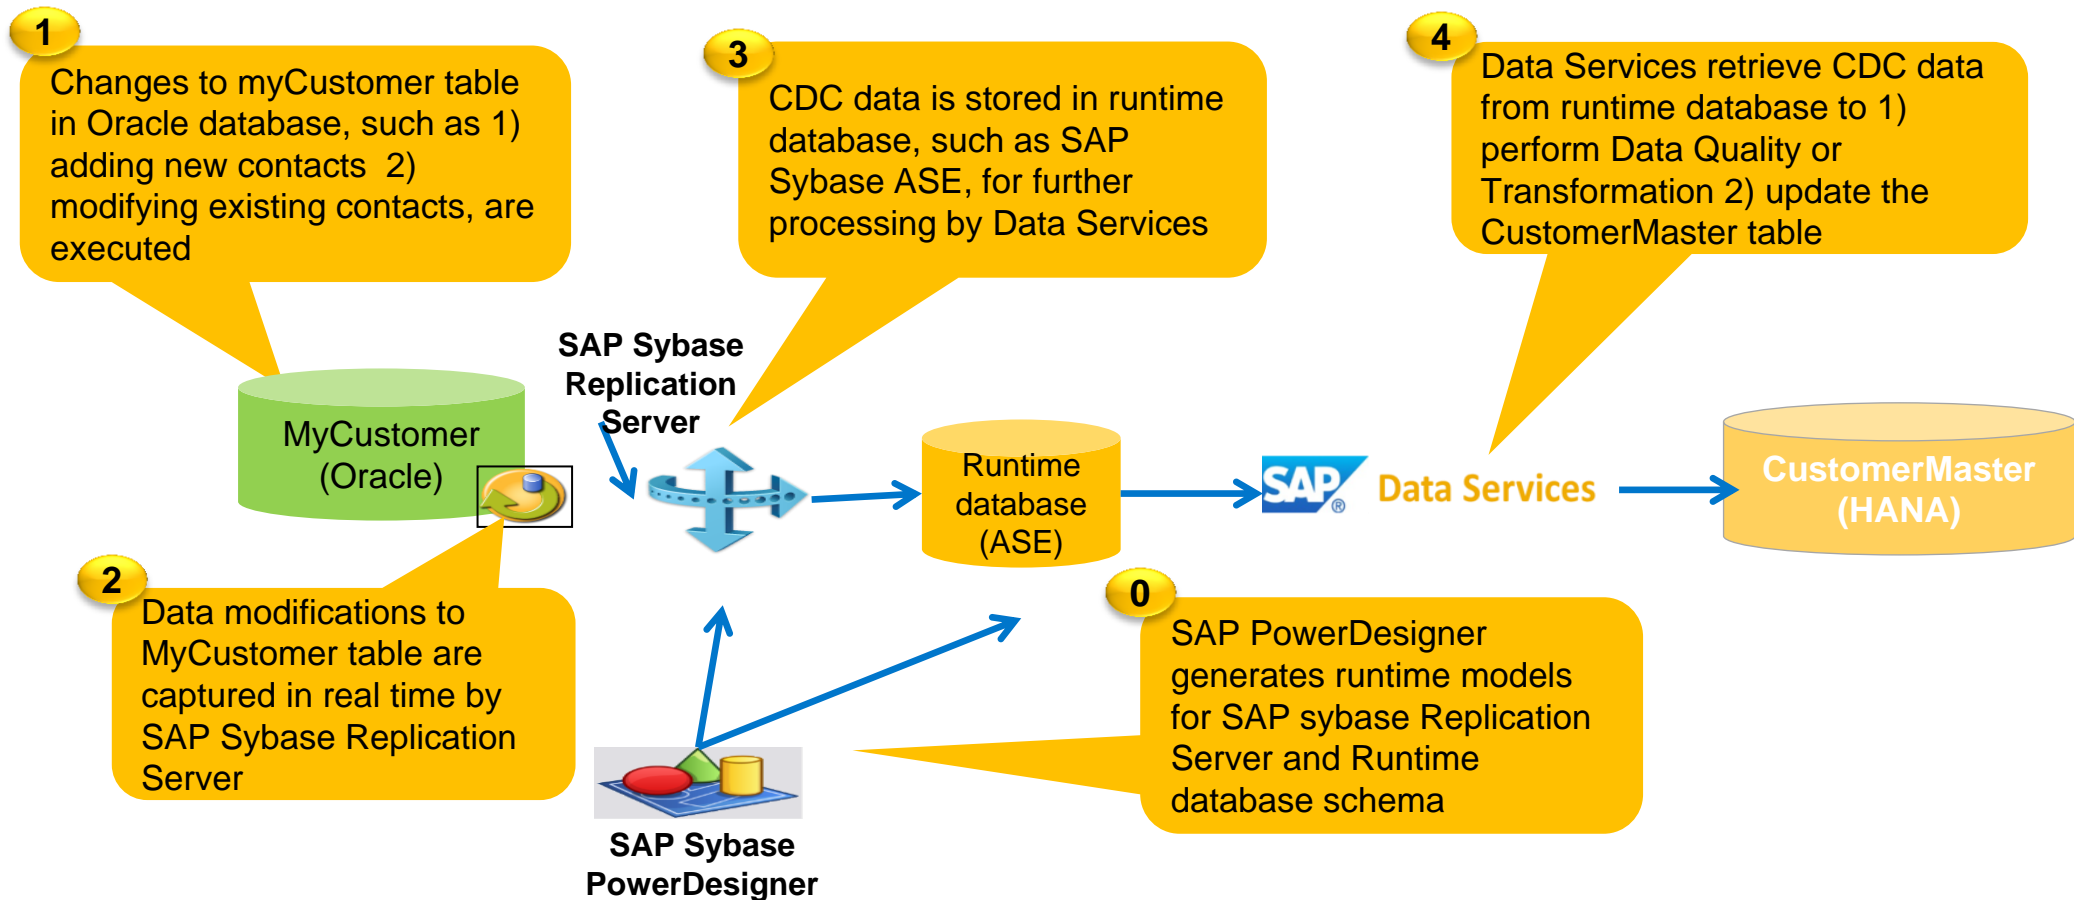 1
Changes to myCustomer table
in Oracle database, such as 1)
adding new contacts  2)
modifying existing contacts, are
executed
3
CDC data is stored in runtime
database, such as SAP
Sybase ASE, for further
processing by Data Services
4
Data Services retrieve CDC data
from runtime database to 1)
perform Data Quality or
Transformation 2) update the
CustomerMaster table
SAP Sybase
Replication
Server
MyCustomer
(Oracle)
Runtime
database
(ASE)
SAP®
Data Services
CustomerMaster
(HANA)
2
Data modifications to
MyCustomer table are
captured in real time by
SAP Sybase Replication
Server
0
SAP PowerDesigner
generates runtime models
for SAP sybase Replication
Server and Runtime
database schema
SAP Sybase
PowerDesigner